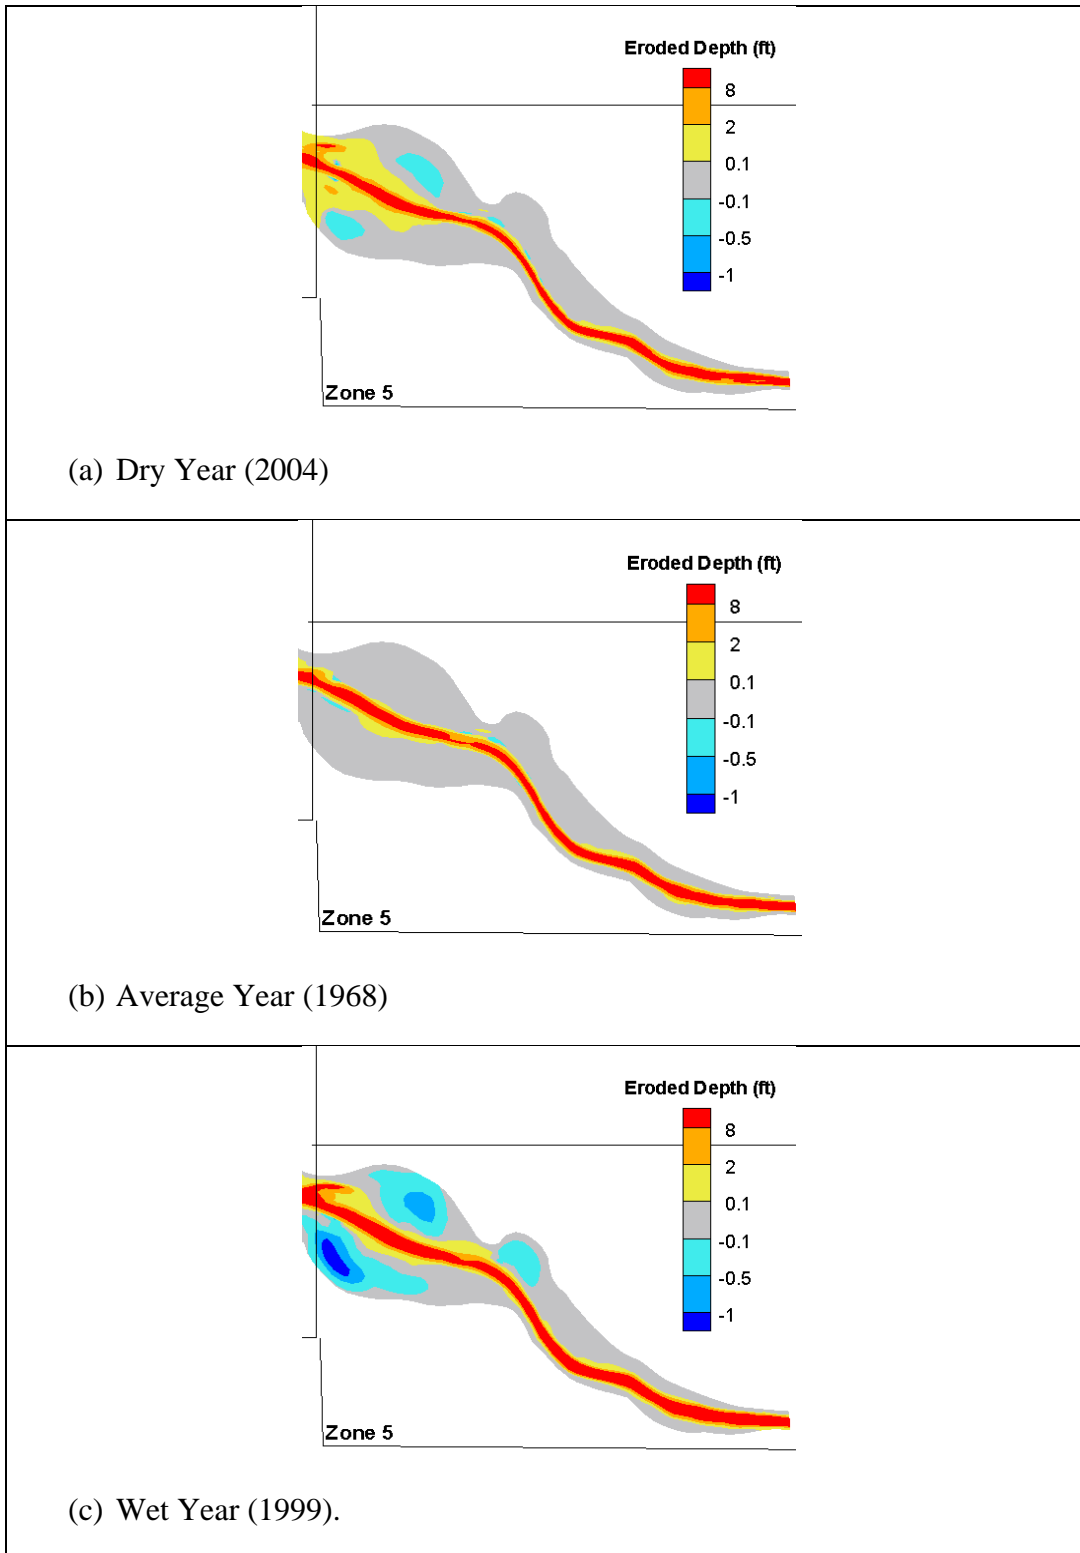 Eroded Depth (ft)
8
2
0.1
-0.1
-0.5
-1
Zone 5
(a) Dry Year (2004)
Eroded Depth (ft)
8
2
0.1
-0.1
-0.5
-1
Zone 5
(b) Average Year (1968)
Eroded Depth (ft)
8
2
0.1
-0.1
-0.5
-1
Zone 5
(c) Wet Year (1999).